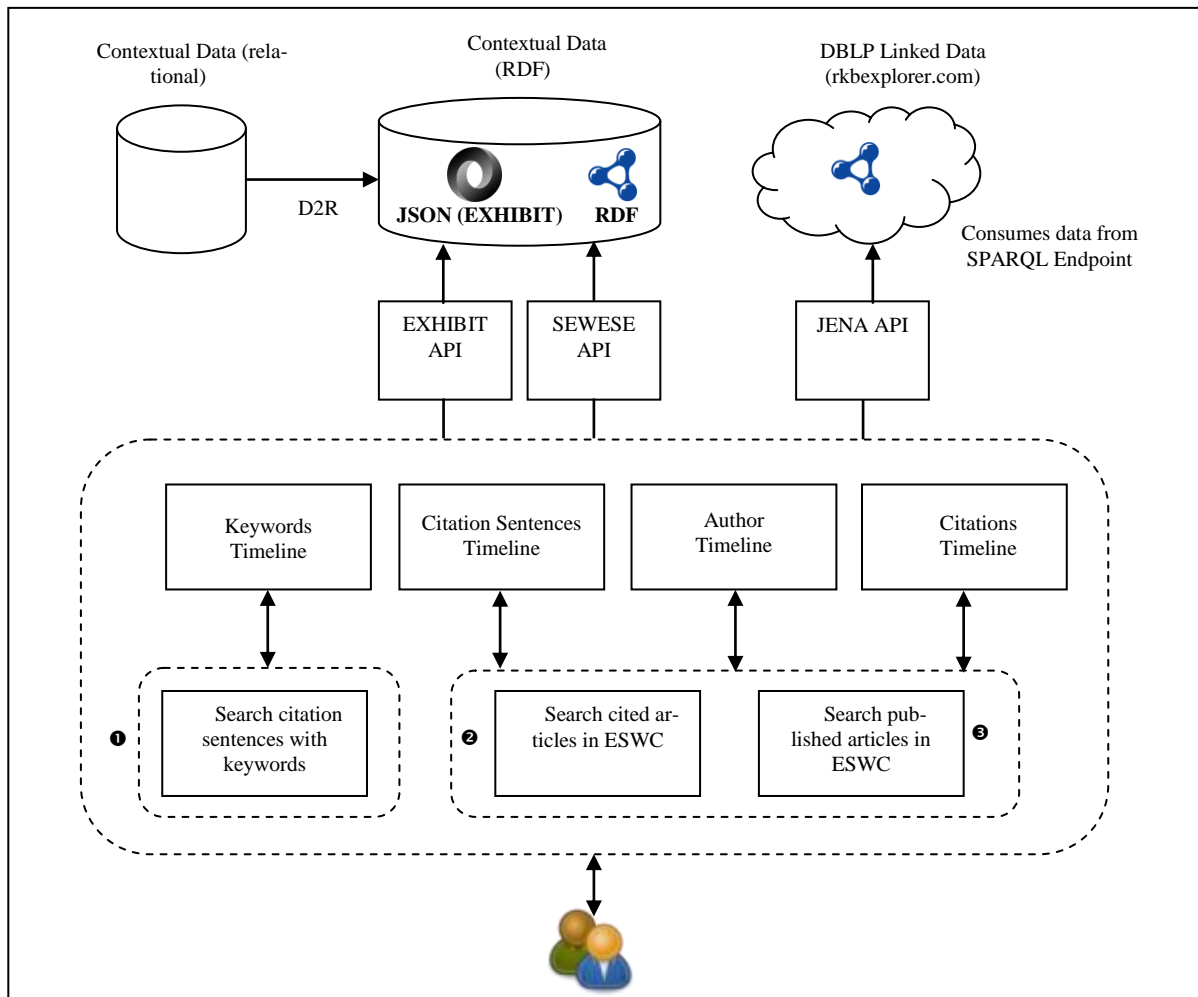 Contextual Data (rela-
tional)
Contextual Data
(RDF)
DBLP Linked Data
(rkbexplorer.com)
D2R
JSON (EXHIBIT)
RDF
Consumes data from
SPARQL Endpoint
EXHIBIT
API
SEWESE
API
JENA API
Keywords
Timeline
Citation Sentences
Timeline
Author
Timeline
Citations
Timeline
❶
Search citation
sentences with
keywords
❷
Search cited ar-
ticles in ESWC
Search pub-
lished articles in
ESWC
❸